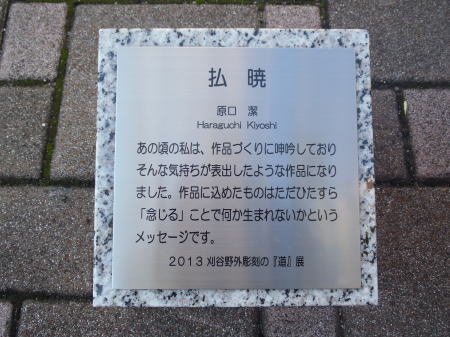 払暁
原口 潔
Haraguchi Kiyoshi
あの頃の私は、作品づくりに呻吟しており
そんな気持ちが表出したような作品になり
ました。作品に込めたものはただひたすら
「念じる」ことで何か生まれないかという
メッセージです。
2013刈谷野外彫刻の『道』展